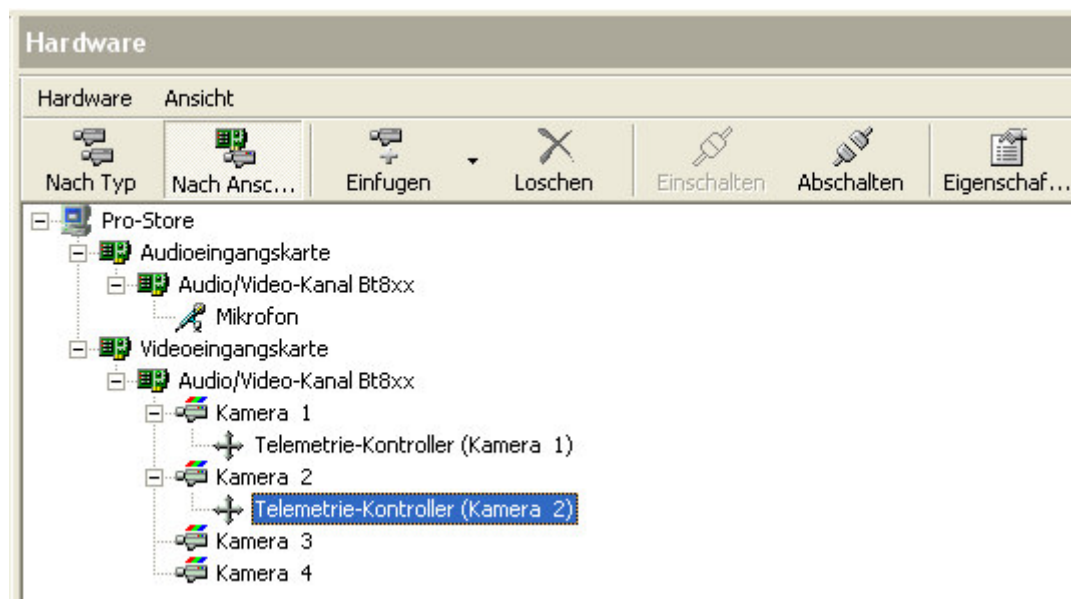 Hardware
Hardware Ansicht
Nach Typ Nach Ansc... Einfugen Loschen Einschalten Abschalten Eigenschaf...
Pro-Store
Audioeingangskarte
Audio/Video-Kanal Bt8xx
Mikrofon
Videoeingangskarte
Audio/Video-Kanal Bt8xx
Kamera 1
Telemetrie-Kontroller (Kamera 1)
Kamera 2
Telemetrie-Kontroller (Kamera 2)
Kamera 3
Kamera 4